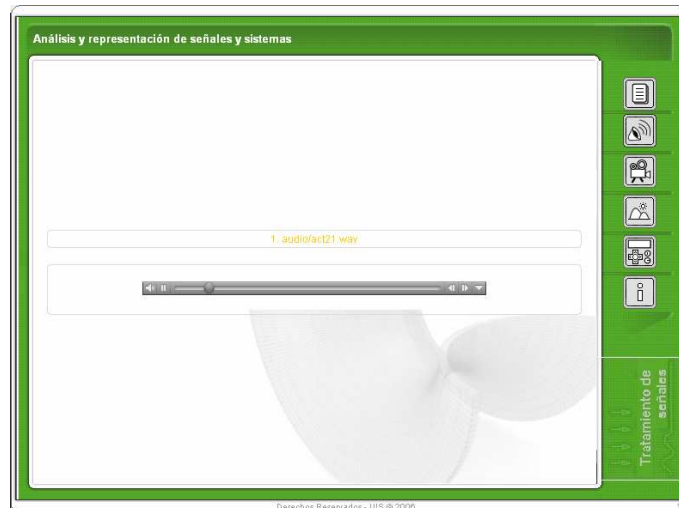 Análisis y representación de señales y sistemas
1. audio/act21.wav
Tratamiento de
señales
Derechos Reservados - UIS @ 2006